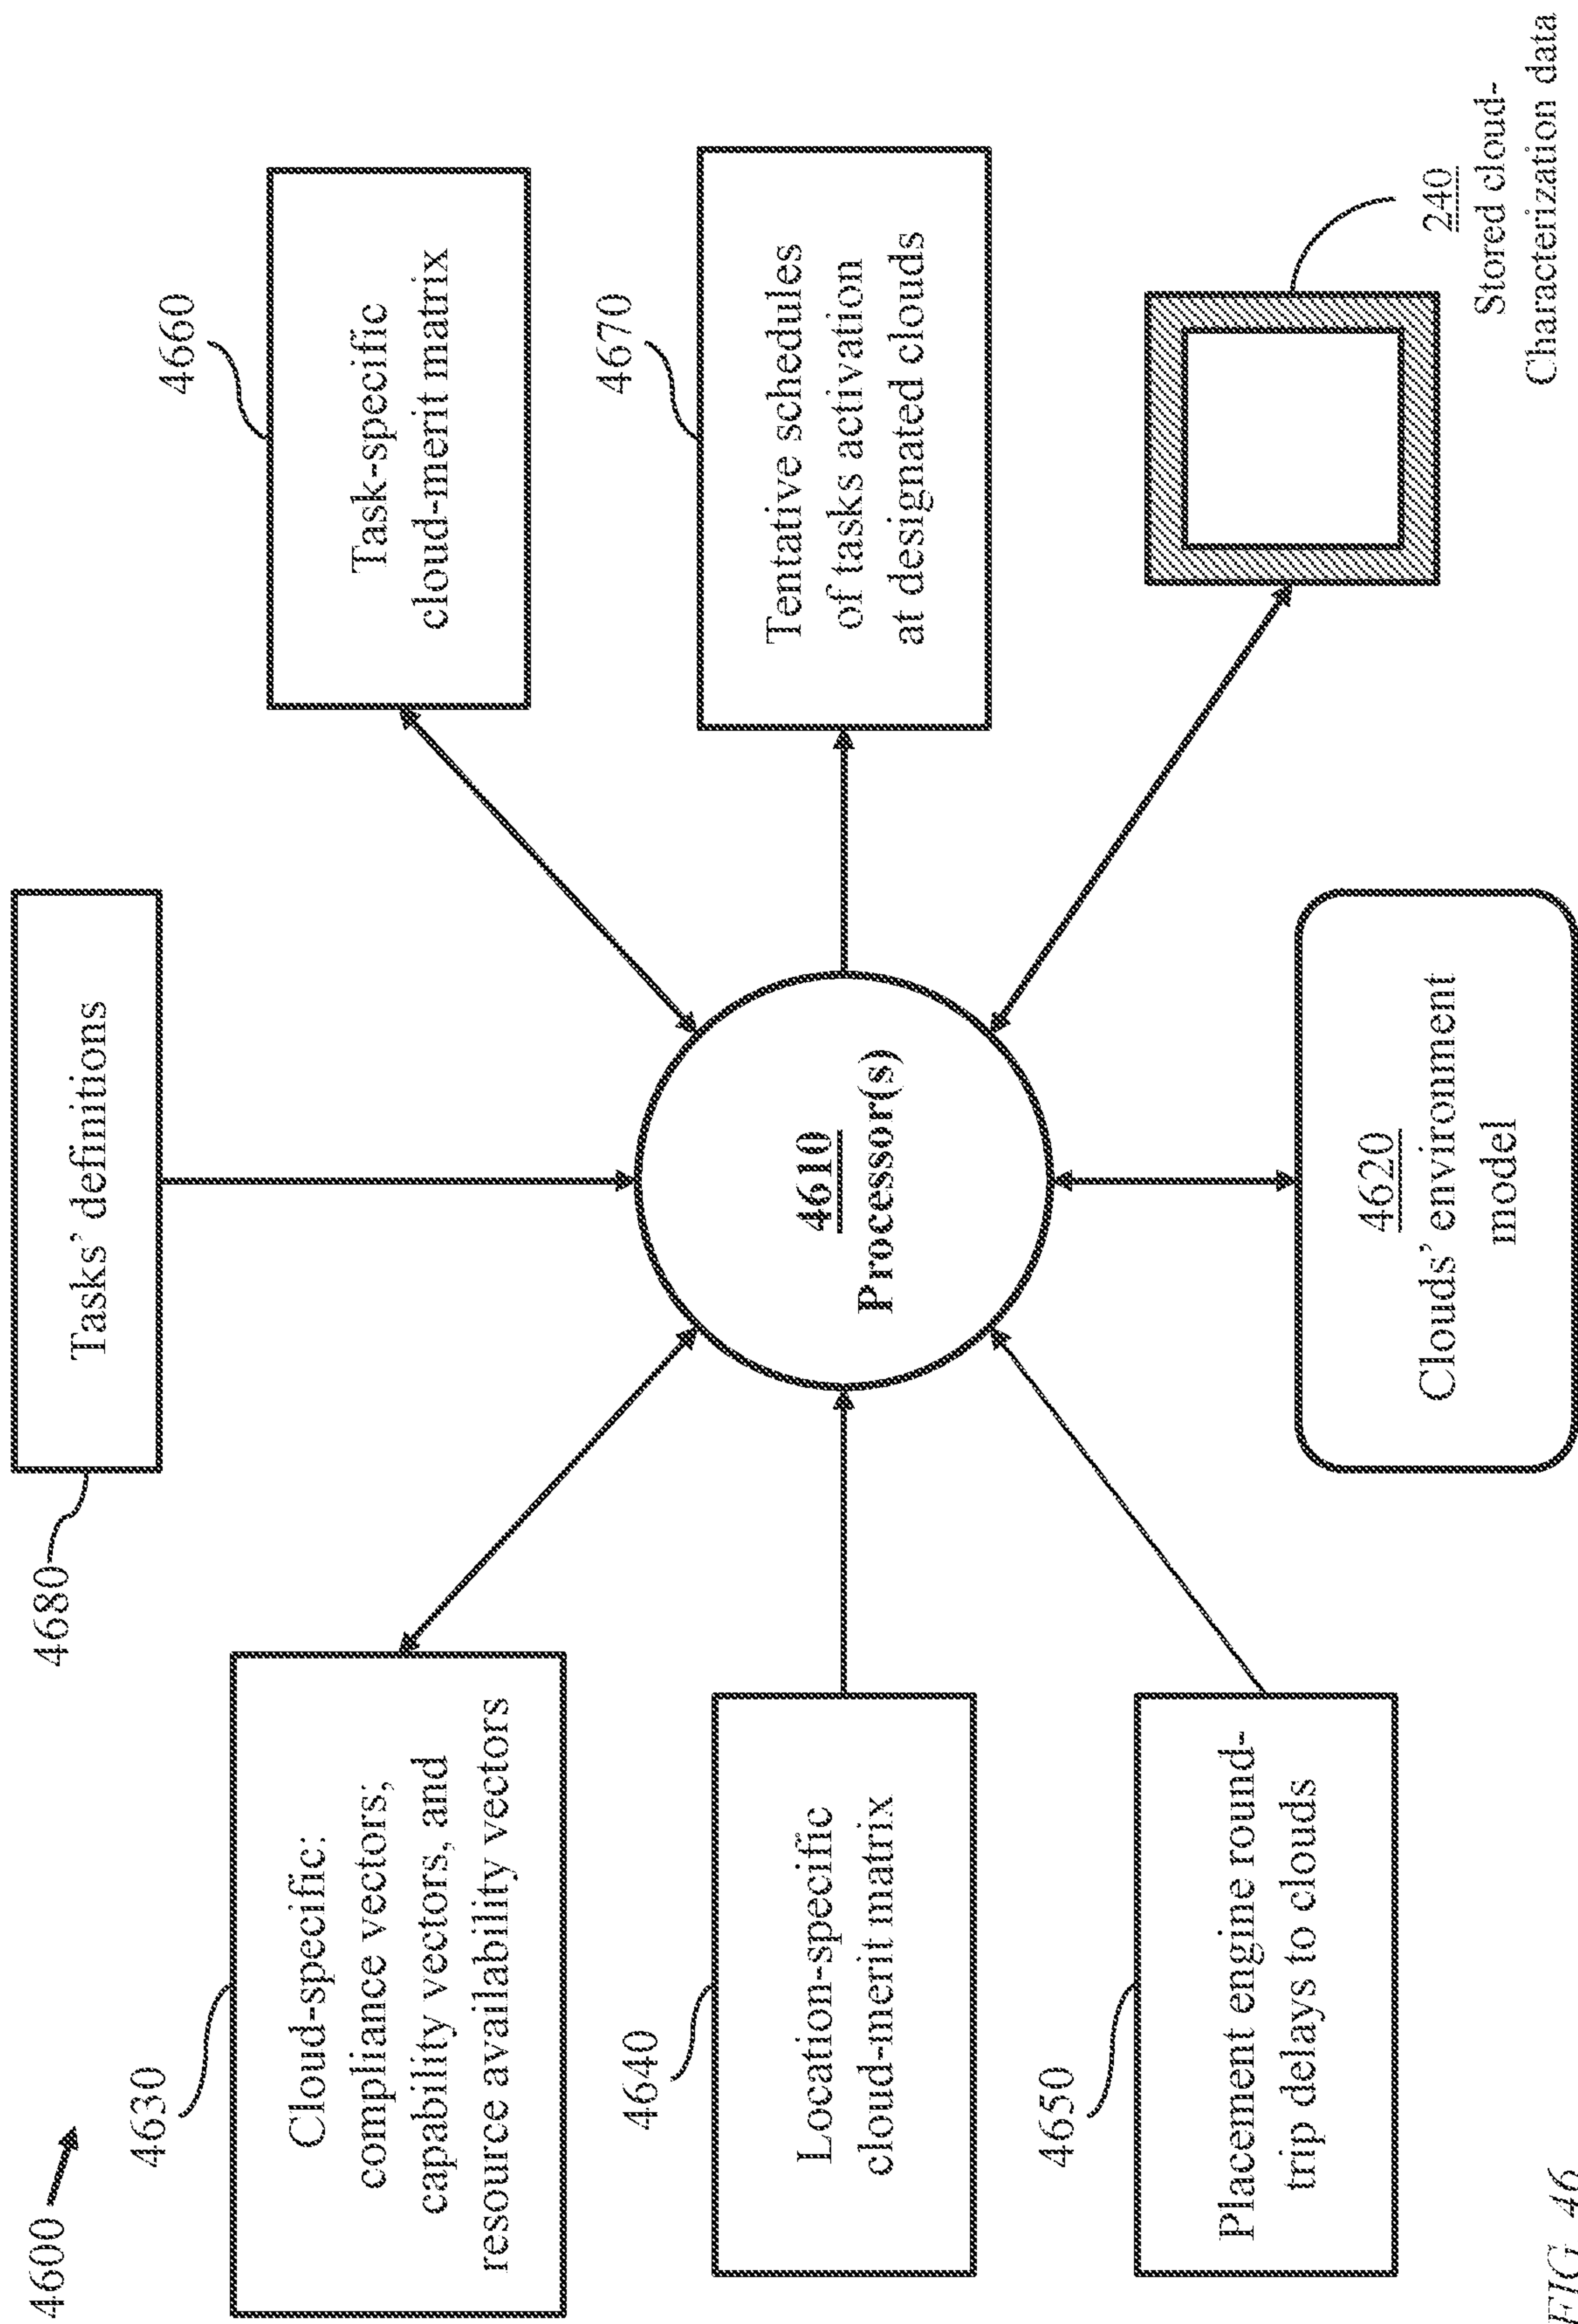 4600
4680
Tasks' definitions
4630
Cloud-specific:
compliance vectors;
capability vectors, and
resource availability vectors
4660
Task-specific
cloud-merit matrix
4640
Location-specific
cloud-merit matrix
4610
Processor(s)
4670
Tentative schedules
of tasks activation
at designated clouds
4650
Placement engine round-
trip delays to clouds
4620
Clouds' environment
model
240
Stored cloud-
Characterization data
FIG. 46